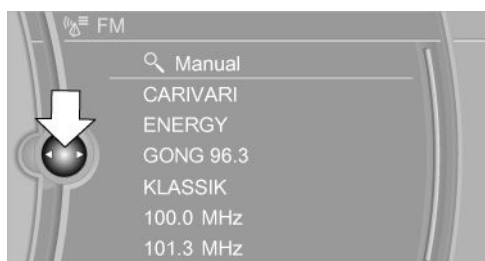 FM
Manual
CARIVARI
ENERGY
GONG 96.3
KLASSIK
100.0 MHz
101.3 MHz